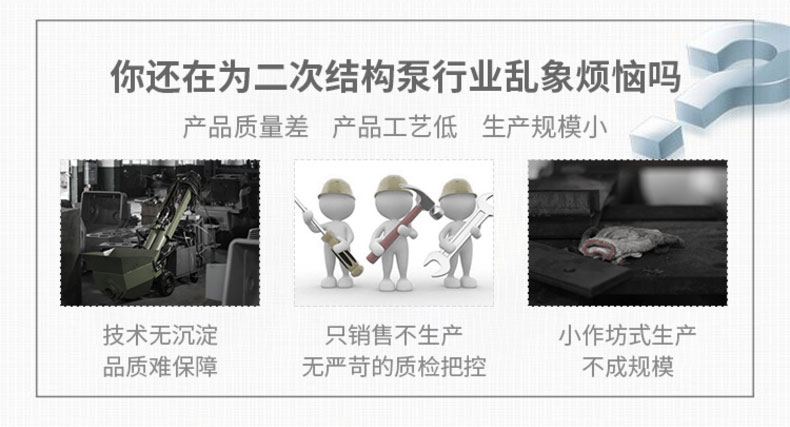 你还在为二次结构泵行业乱象烦恼吗
产品质量差 产品工艺低 生产规模小
技术无沉淀
品质难保障
只销售不生产
无严苛的质检把控
小作坊式生产
不成规模